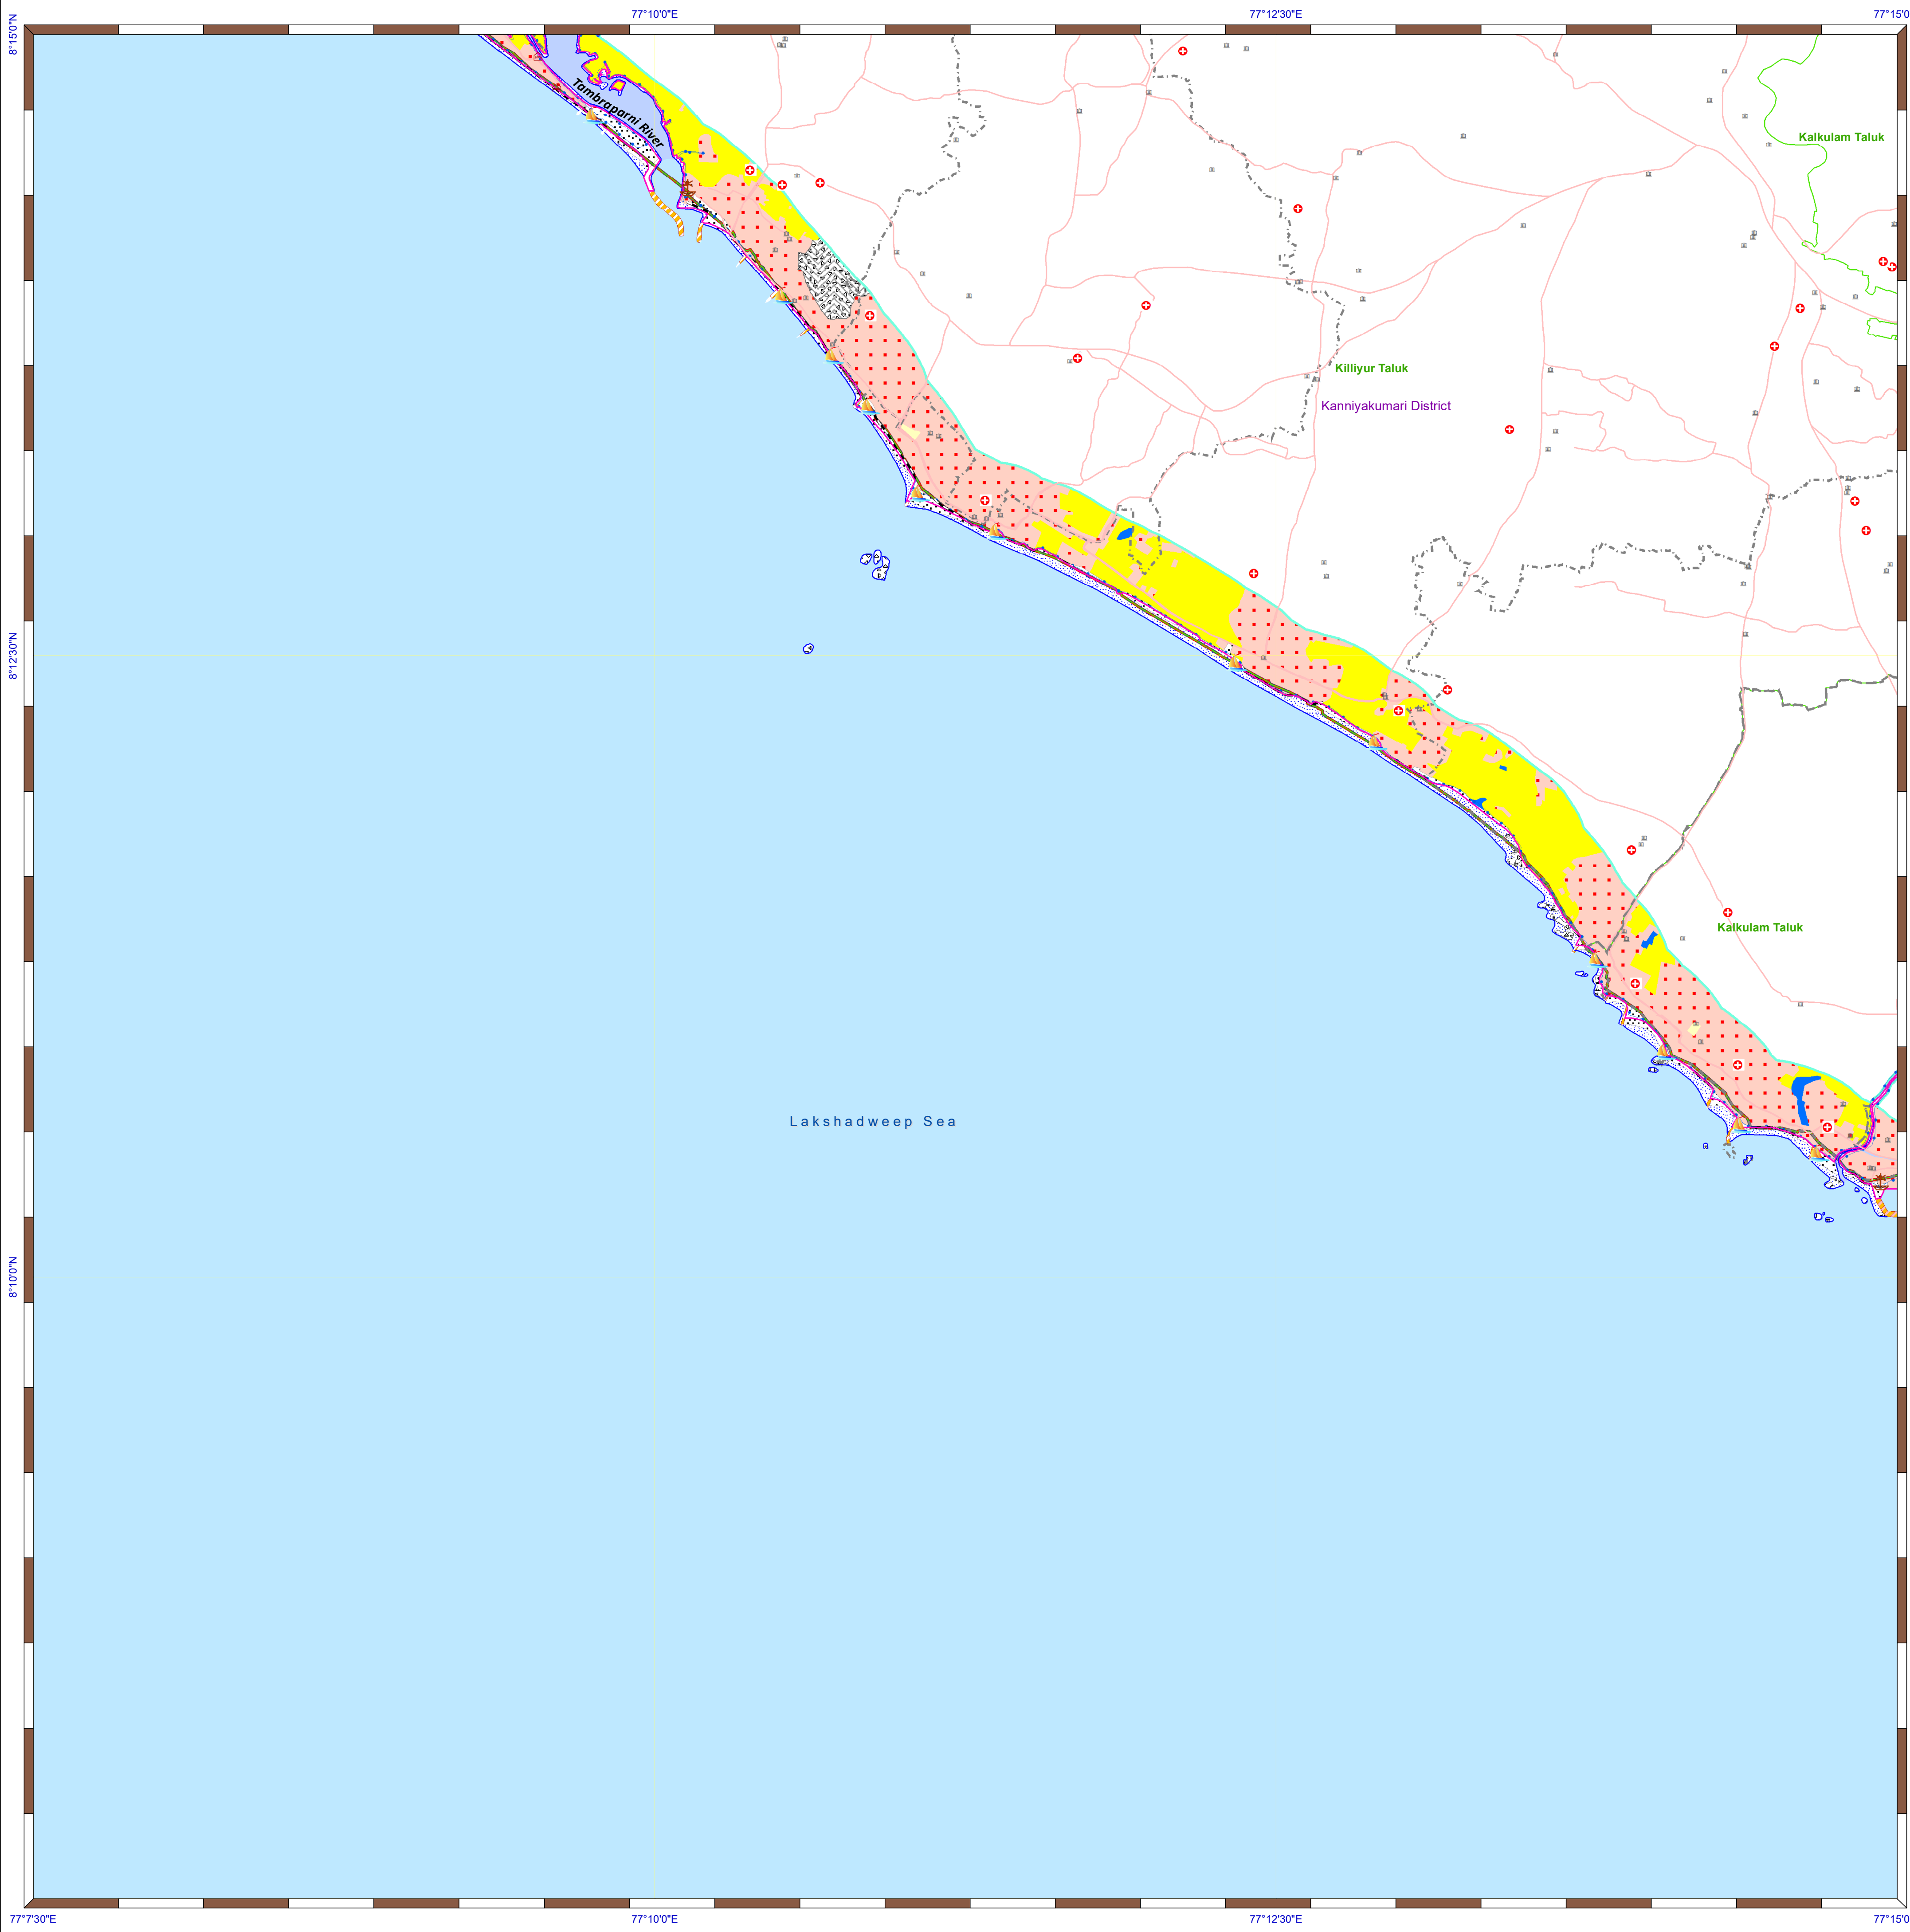 77°10'0"E
77°12'30"E
77°15'0
8°15'0"N
Tambraparni River
Kalkulam Taluk
Killiyur Taluk
Kanniyakumari District
8°12'30"N
Kalkulam Taluk
Lakshadweep Sea
8°10'0"N
77°7'30"E
77°10'0"E
77°12'30"E
77°15'0